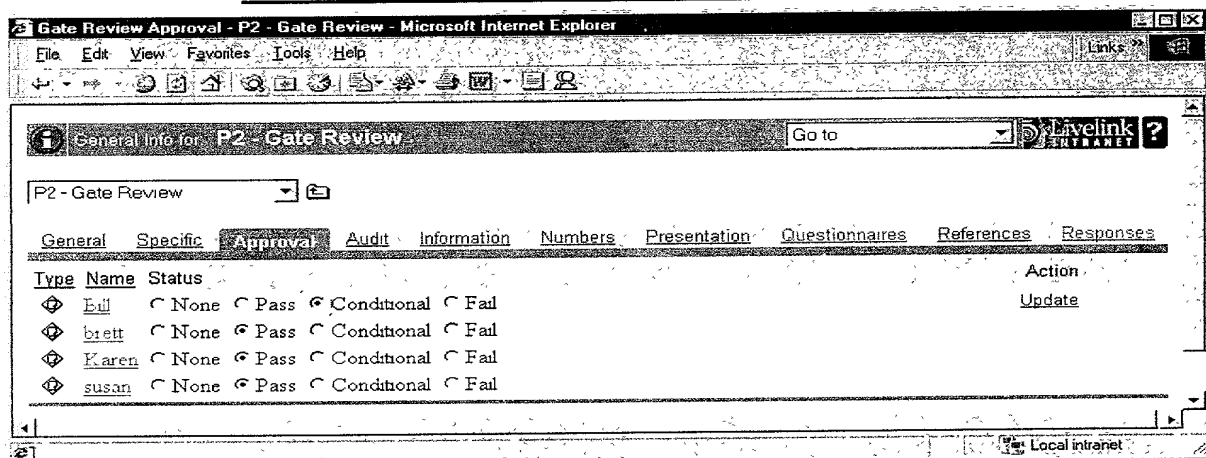 Gate Review Approval - P2 - Gate Review - Microsoft Internet Explorer
File Edit View Favorites Tools Help Links »
General Info for P2 - Gate Review Go to Livelink INTRANET ?
P2 - Gate Review
General Specific Approval Audit Information Numbers Presentation Questionnaires References Responses
Type Name Status Action
Bill None Pass Conditional Fail Update
brett None Pass Conditional Fail
Karen None Pass Conditional Fail
susan None Pass Conditional Fail
Local intranet